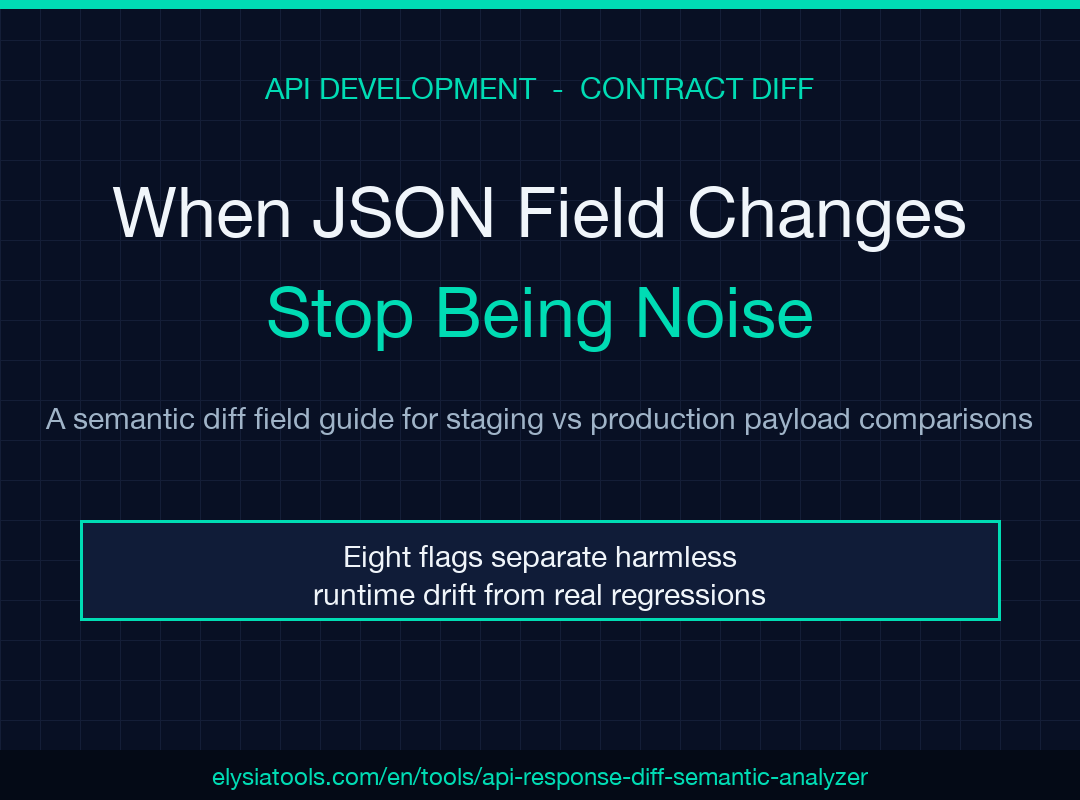 API DEVELOPMENT - CONTRACT DIFF
When JSON Field Changes
Stop Being Noise
A semantic diff field guide for staging vs production payload comparisons
Eight flags separate harmless
runtime drift from real regressions
elysiatools.com/en/tools/api-response-diff-semantic-analyzer